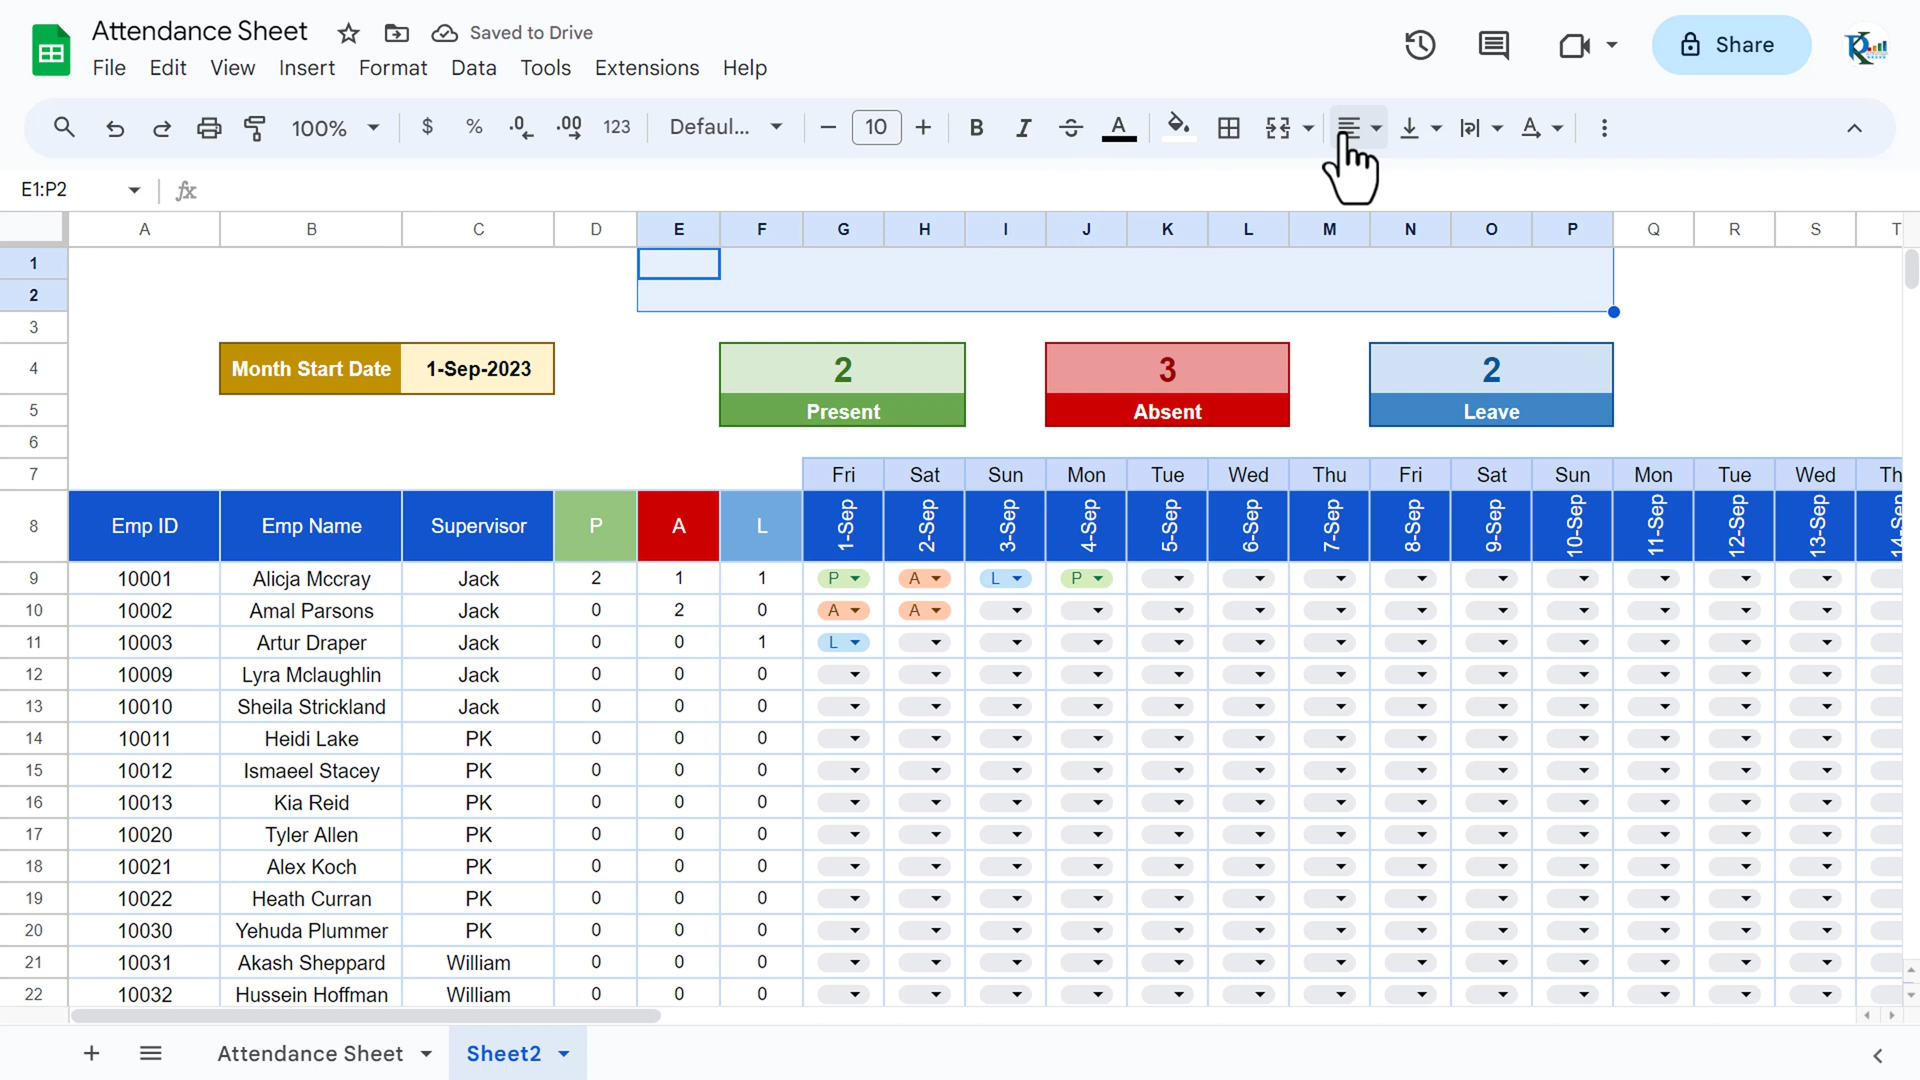 Attendance Sheet Saved to Drive
File Edit View Insert Format Data Tools Extensions Help
Share
100% $ % .0 .00 123 Defaul... 10 B I A A
E1:P2 fx
A B C D E F G H I J K L M N O P Q R S T
1
2
3
4 Month Start Date 1-Sep-2023 2 3 2
5 Present Absent Leave
6
7 Fri Sat Sun Mon Tue Wed Thu Fri Sat Sun Mon Tue Wed Th
8 Emp ID Emp Name Supervisor P A L 1-Sep 2-Sep 3-Sep 4-Sep 5-Sep 6-Sep 7-Sep 8-Sep 9-Sep 10-Sep 11-Sep 12-Sep 13-Sep 14-Sep
9 10001 Alicja Mccray Jack 2 1 1 P A L P
10 10002 Amal Parsons Jack 0 2 0 A A
11 10003 Artur Draper Jack 0 0 1 L
12 10009 Lyra Mclaughlin Jack 0 0 0
13 10010 Sheila Strickland Jack 0 0 0
14 10011 Heidi Lake PK 0 0 0
15 10012 Ismaeel Stacey PK 0 0 0
16 10013 Kia Reid PK 0 0 0
17 10020 Tyler Allen PK 0 0 0
18 10021 Alex Koch PK 0 0 0
19 10022 Heath Curran PK 0 0 0
20 10030 Yehuda Plummer PK 0 0 0
21 10031 Akash Sheppard William 0 0 0
22 10032 Hussein Hoffman William 0 0 0
Attendance Sheet Sheet2